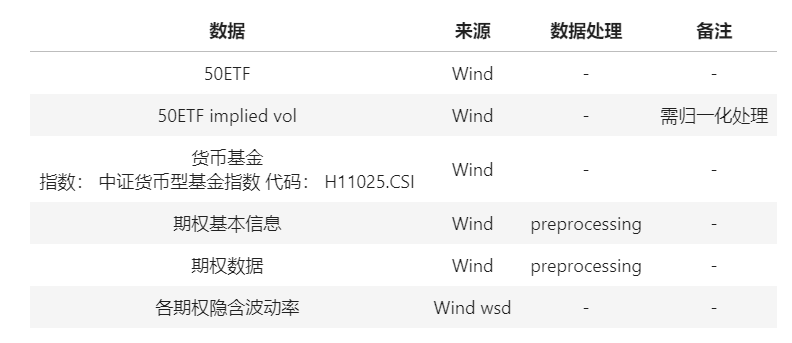 数据 来源 数据处理 备注
50ETF Wind - -
50ETF implied vol Wind - 需归一化处理
货币基金
指数： 中证货币型基金指数 代码： H11025.CSI Wind - -
期权基本信息 Wind preprocessing -
期权数据 Wind preprocessing -
各期权隐含波动率 Wind wsd - -